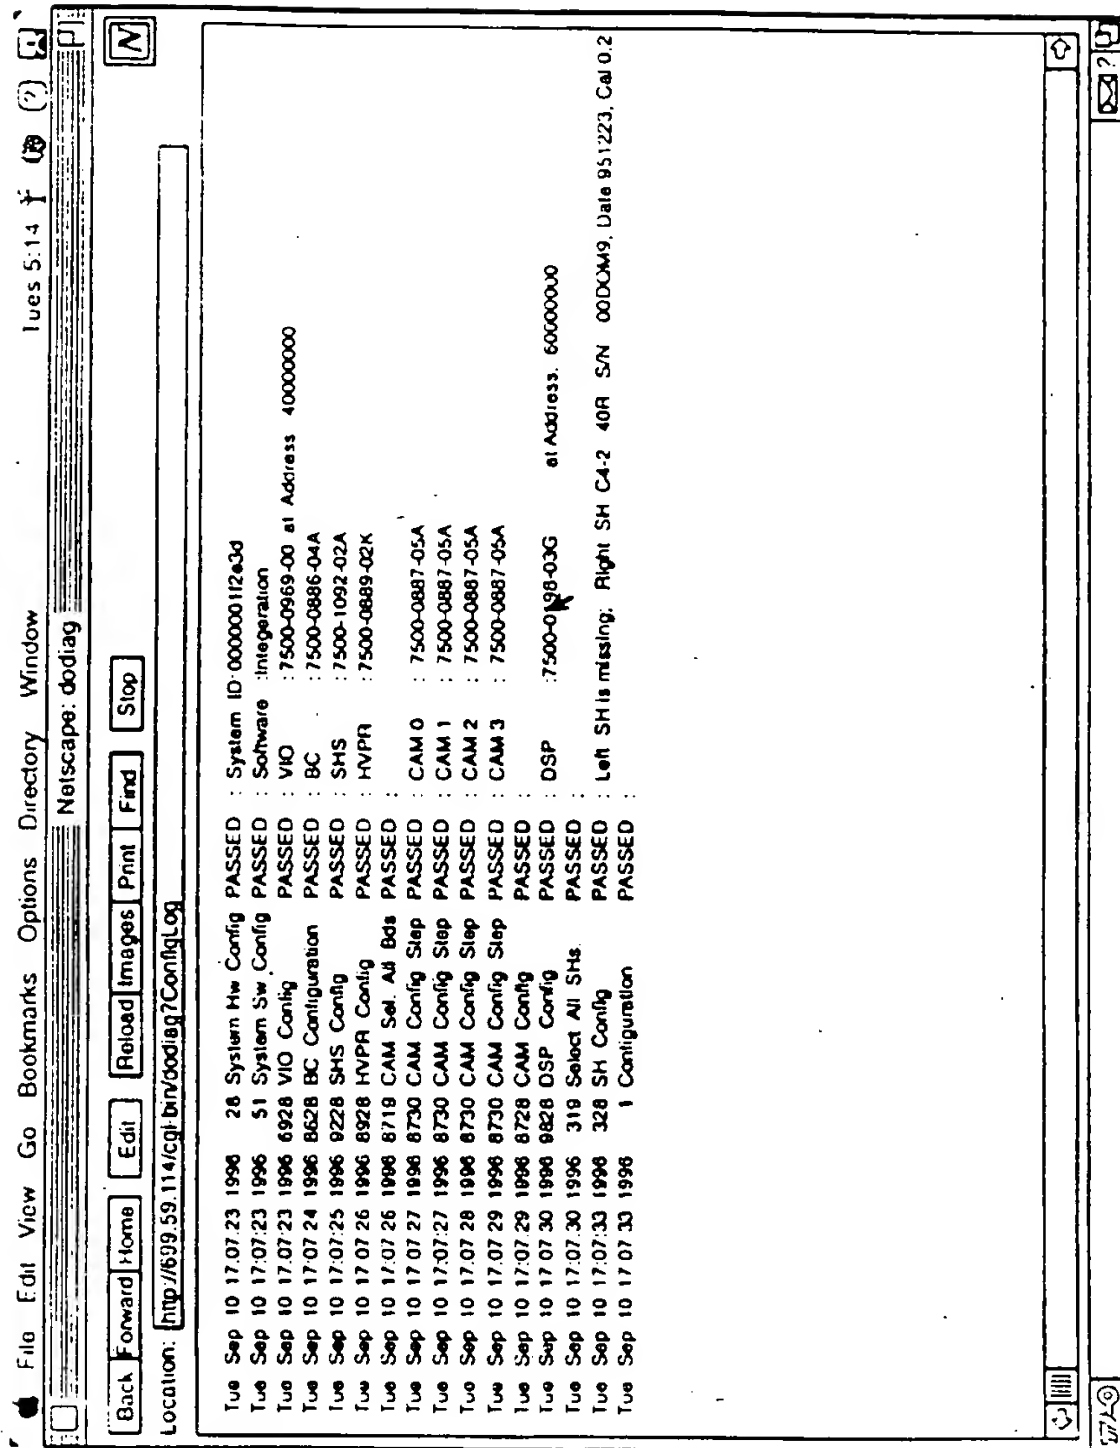 File Edit View Go Bookmarks Options Directory Window Tues 5:14
Netscape: dodiag
Back Forward Home Edit Reload Images Print Find Stop
N
Location: http://699.59.114/cgi-bin/dodiag?ConfigLog
Tue Sep 10 17:07:23 1996 28 System Hw Config PASSED : System ID:0000001f2e3d
Tue Sep 10 17:07:23 1996 51 System Sw Config PASSED : Software :Integeration
Tue Sep 10 17:07:23 1996 6928 VIO Config PASSED : VIO :7500-0969-00 at Address 40000000
Tue Sep 10 17:07:24 1996 8628 BC Configuration PASSED : BC :7500-0886-04A
Tue Sep 10 17:07:25 1996 9228 SHS Config PASSED : SHS :7500-1092-02A
Tue Sep 10 17:07:26 1996 8928 HVPR Config PASSED : HVPR :7500-0889-02K
Tue Sep 10 17:07:26 1996 8719 CAM Sel. All Bds PASSED :
Tue Sep 10 17:07:27 1996 8730 CAM Config Step PASSED : CAM 0 : 7500-0887-05A
Tue Sep 10 17:07:27 1996 8730 CAM Config Step PASSED : CAM 1 : 7500-0887-05A
Tue Sep 10 17:07:28 1996 8730 CAM Config Step PASSED : CAM 2 : 7500-0887-05A
Tue Sep 10 17:07:29 1996 8730 CAM Config Step PASSED : CAM 3 : 7500-0887-05A
Tue Sep 10 17:07:29 1996 8728 CAM Config PASSED :
Tue Sep 10 17:07:30 1996 9828 DSP Config PASSED : DSP :7500-0198-03G at Address. 60000000
Tue Sep 10 17:07:30 1996 319 Select All SHs PASSED :
Tue Sep 10 17:07:33 1996 328 SH Config PASSED : Left SH is missing; Right SH C4-2 40R S/N 00DOM9, Date 951223, Cal 0.2
Tue Sep 10 17:07:33 1996 1 Configuration PASSED :